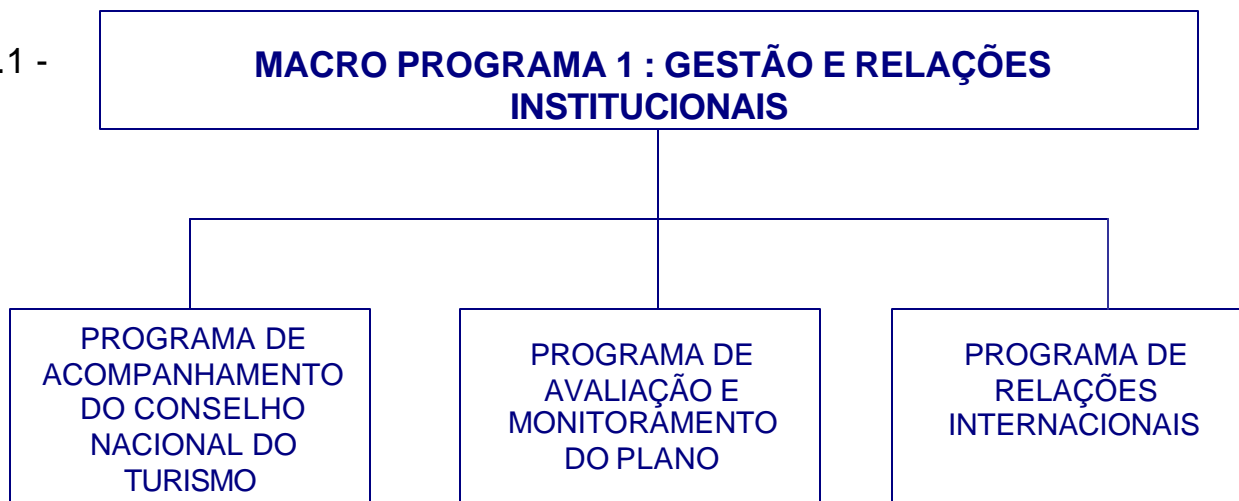 .1 -
MACRO PROGRAMA 1 : GESTÃO E RELAÇÕES
INSTITUCIONAIS
PROGRAMA DE
ACOMPANHAMENTO
DO CONSELHO
NACIONAL DO
TURISMO
PROGRAMA DE
AVALIAÇÃO E
MONITORAMENTO
DO PLANO
PROGRAMA DE
RELAÇÕES
INTERNACIONAIS